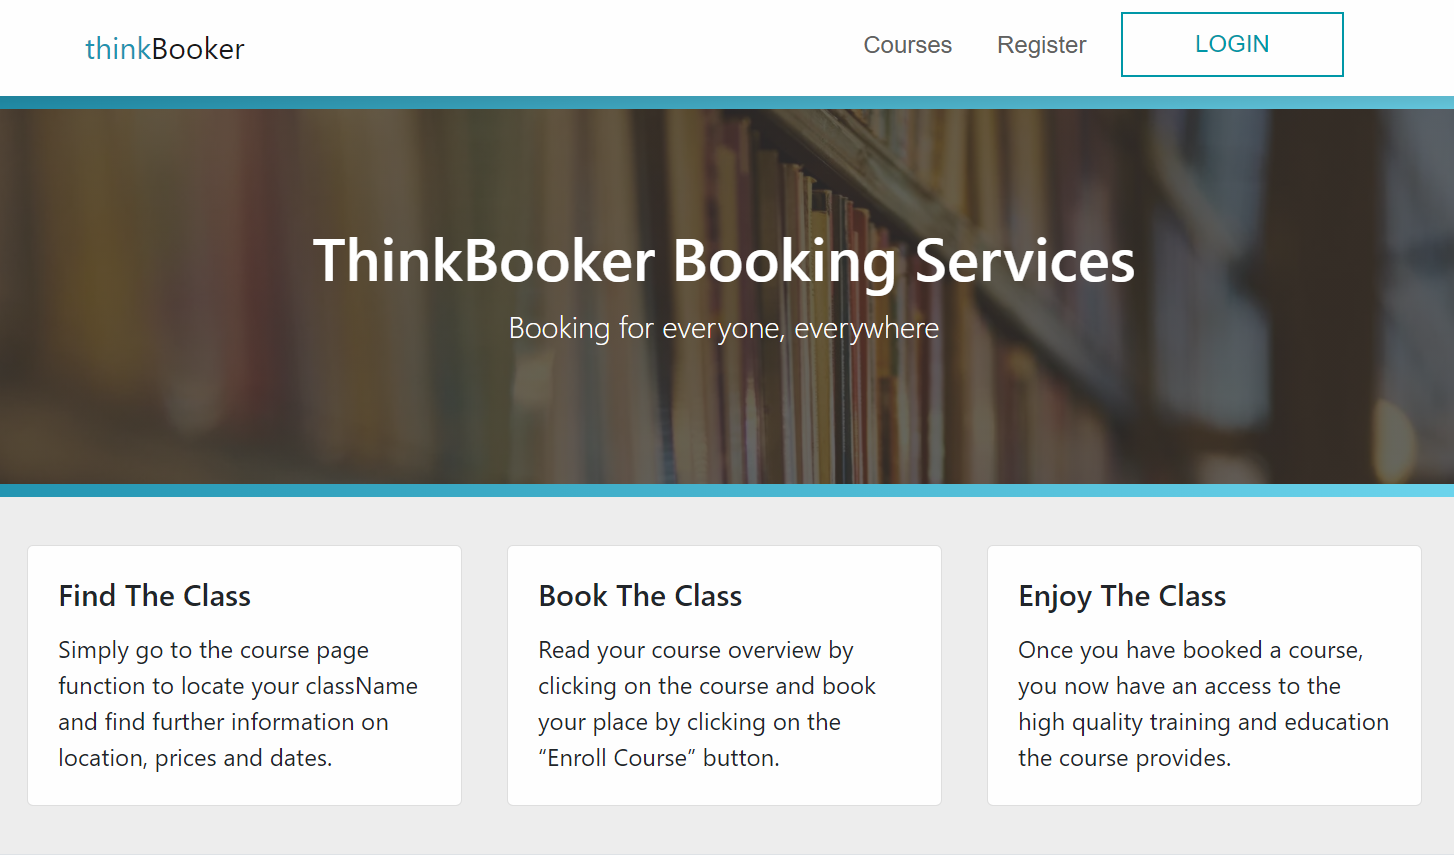 thinkBooker
Courses
Register
LOGIN
ThinkBooker Booking Services
Booking for everyone, everywhere
Find The Class
Simply go to the course page
function to locate your className
and find further information on
location, prices and dates.
Book The Class
Read your course overview by
clicking on the course and book
your place by clicking on the
“Enroll Course” button.
Enjoy The Class
Once you have booked a course,
you now have an access to the
high quality training and education
the course provides.